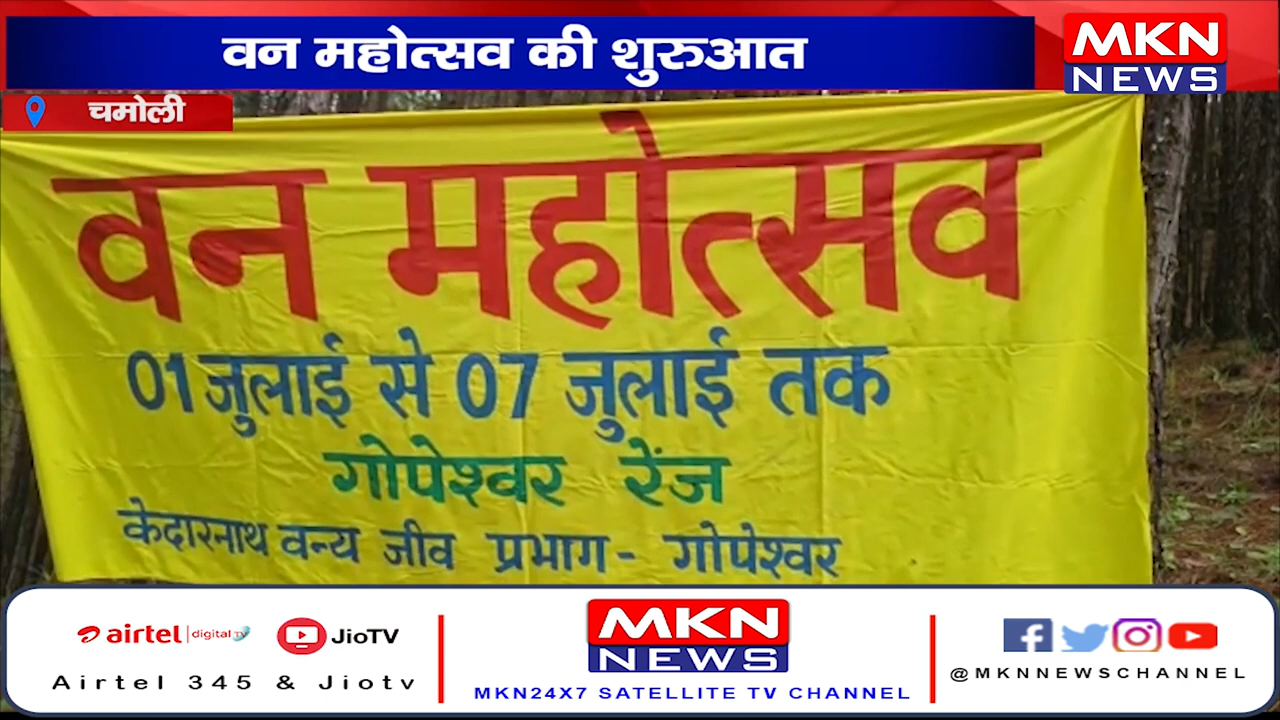 वन महोत्सव की शुरुआत
MKN
NEWS
चमोली
वन महोत्सव
01 जुलाई से 07 जुलाई तक
गोपेश्वर रेंज
केदारनाथ वन्य जीव प्रभाग - गोपेश्वर
airtel digital TV
JioTV
Airtel 345 & Jiotv
MKN
NEWS
MKN24X7 SATELLITE TV CHANNEL
@MKNNEWSCHANNEL